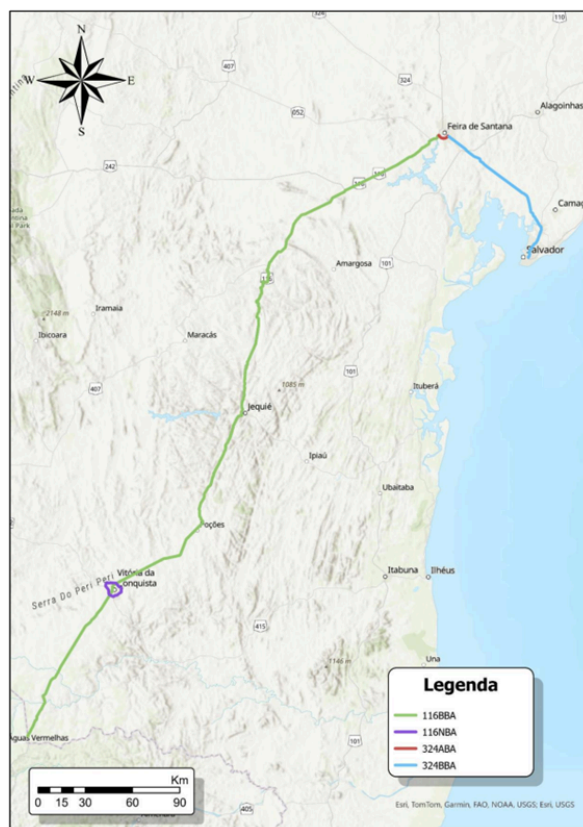 N
W
E
S
407
324
052
242
Feira de Santana
Alagoinhas
Camaç
Salvador
Amargosa
101
2148 m
Iramaia
Ibicoara
Maracás
407
1085 m
101
Ituberá
Jequié
Ipiaú
Ubaitaba
Poções
Vitória da
Conquista
Serra Do Peri Peri
Itabuna
Ilhéus
415
Una
Águas Vermelhas
101
405
Legenda
116BBA
116NBA
324ABA
324BBA
Km
0 15 30 60 90
Esri, TomTom, Garmin, FAO, NOAA, USGS; Esri, USGS